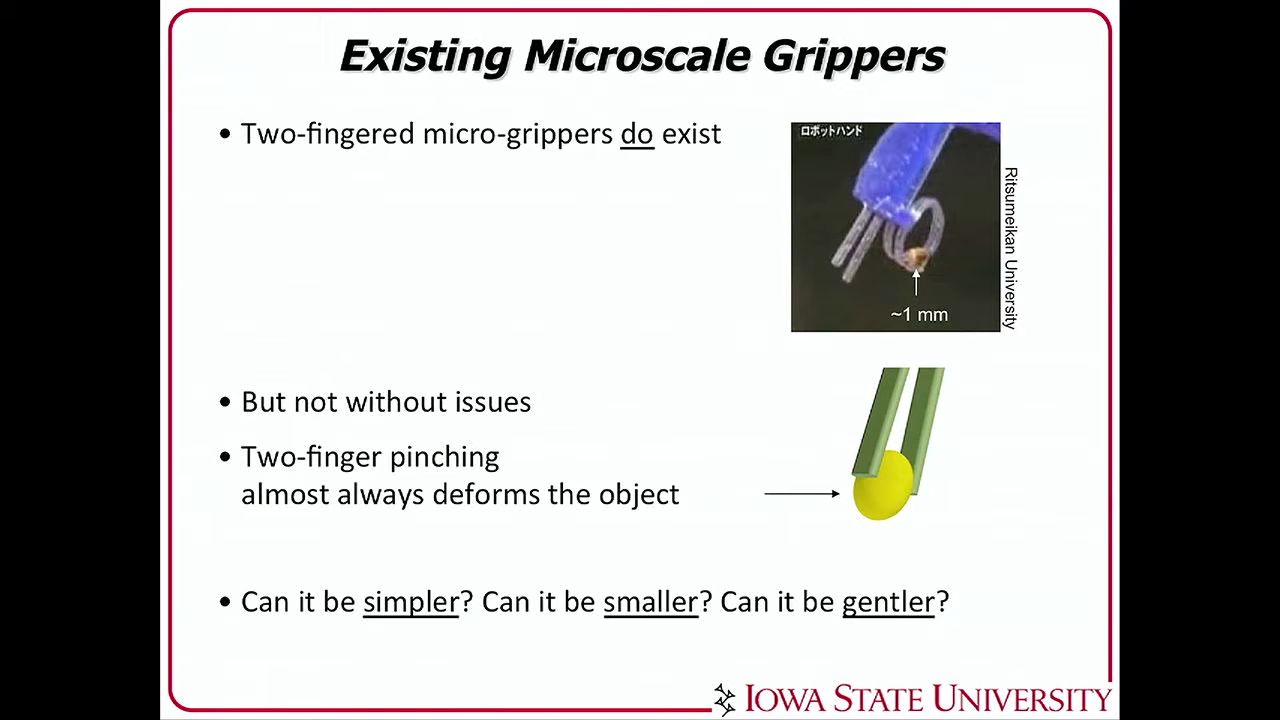 Existing Microscale Grippers
• Two-fingered micro-grippers do exist
ロボットハンド
Ritsumeikan University
~1 mm
• But not without issues
• Two-finger pinching
almost always deforms the object
• Can it be simpler? Can it be smaller? Can it be gentler?
IOWA STATE UNIVERSITY